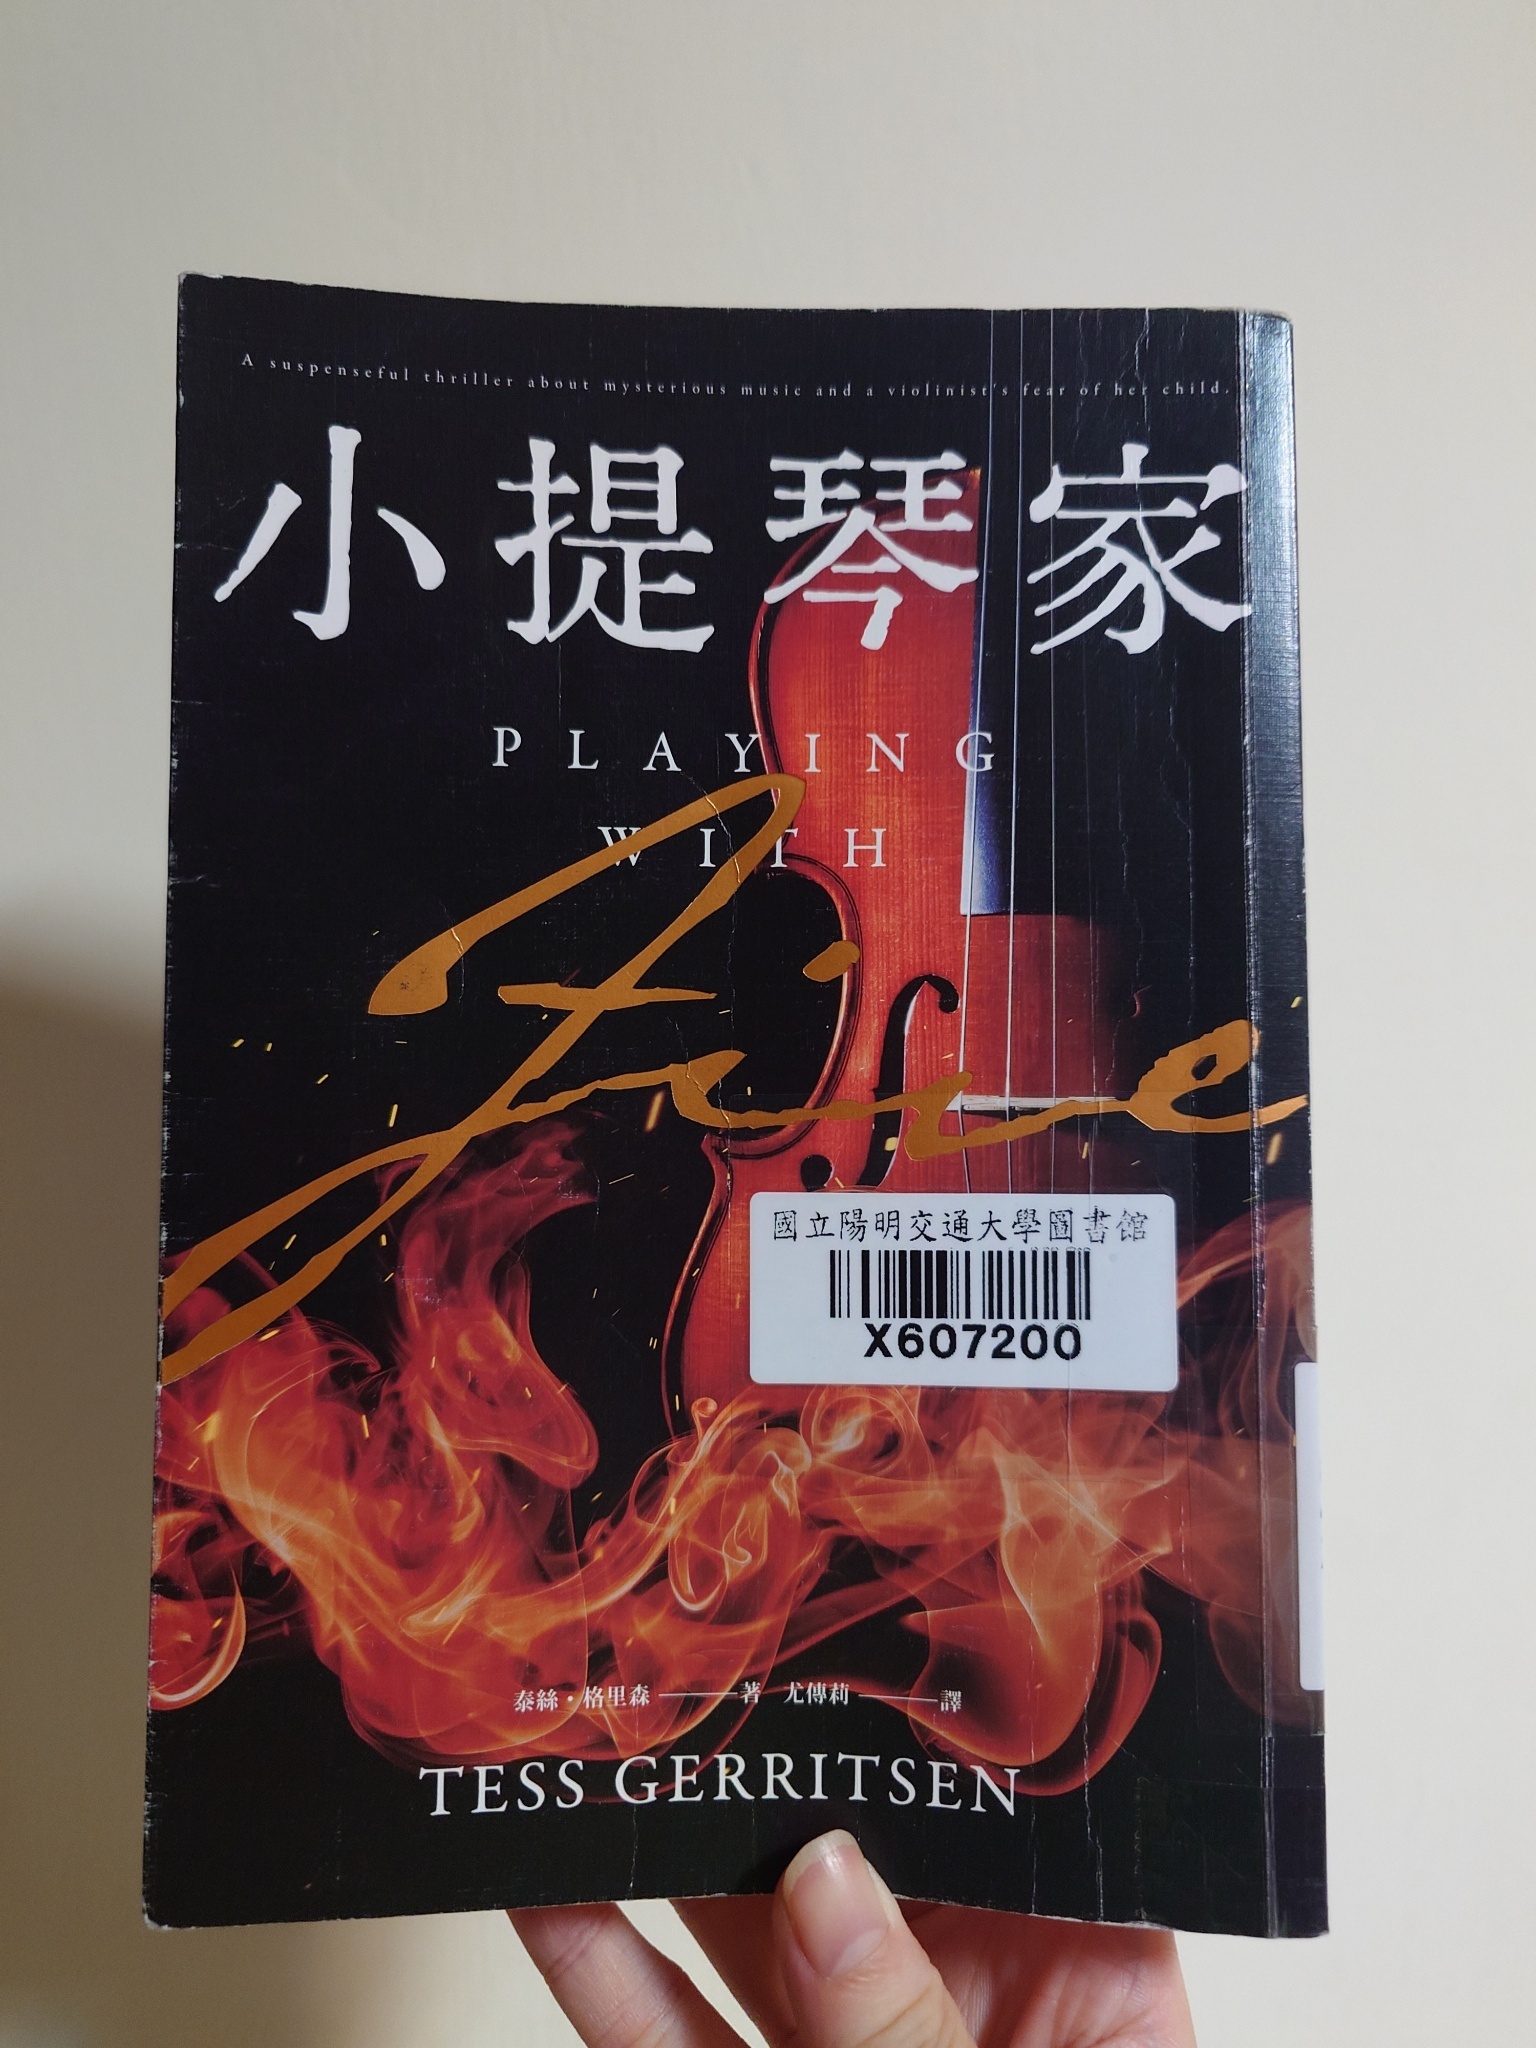 A suspenseful thriller about mysterious music and a violinist's fear of her child.
小提琴家
PLAYING
WITH
Fire
國立陽明交通大學圖書館
X607200
泰絲・格里森———著 尤傳莉———譯
TESS GERRITSEN